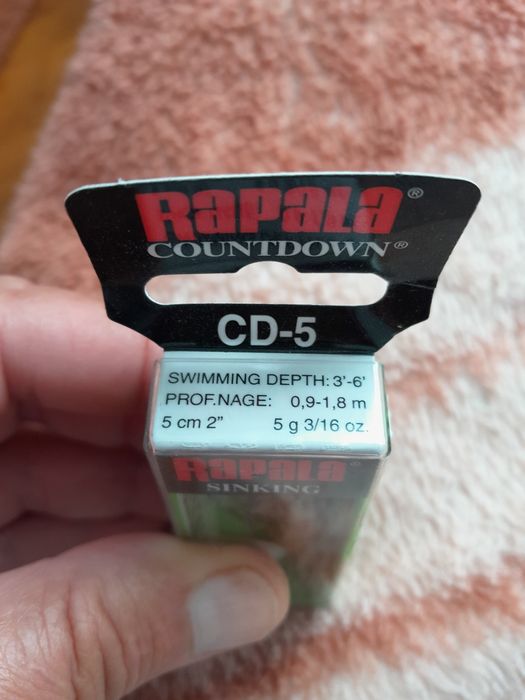 Rapala®
COUNTDOWN®
CD-5
SWIMMING DEPTH: 3'-6'
PROF.NAGE: 0,9-1,8 m
5 cm 2” 5 g 3/16 oz.
Rapala®
SINKING